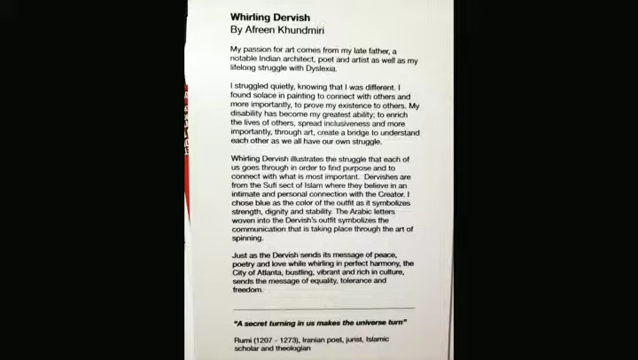 Whirling Dervish
By Afreen Khundmiri
My passion for art comes from my late father, a
notable Indian architect, poet and artist as well as my
lifelong struggle with Dyslexia.
I struggled quietly, knowing that I was different. I
found solace in painting to connect with others and
more importantly, to prove my existence to others. My
disability has become my greatest ability; to enrich
the lives of others, spread inclusiveness and more
importantly, through art, create a bridge to understand
each other as we all have our own struggle.
Whirling Dervish illustrates the struggle that each of
us goes through in order to find purpose and to
connect with what is most important. Dervishes are
from the Sufi sect of Islam where they believe in an
intimate and personal connection with the Creator. I
chose blue as the color of the outfit as it symbolizes
strength, dignity and stability. The Arabic letters
woven into the Dervish's outfit symbolizes the
communication that is taking place through the art of
spinning.
Just as the Dervish sends its message of peace,
poetry and love while whirling in perfect harmony, the
City of Atlanta, bustling, vibrant and rich in culture,
sends the message of equality, tolerance and
freedom.
"A secret turning in us makes the universe turn"
Rumi (1207 - 1273), Iranian poet, jurist, Islamic
scholar and theologian